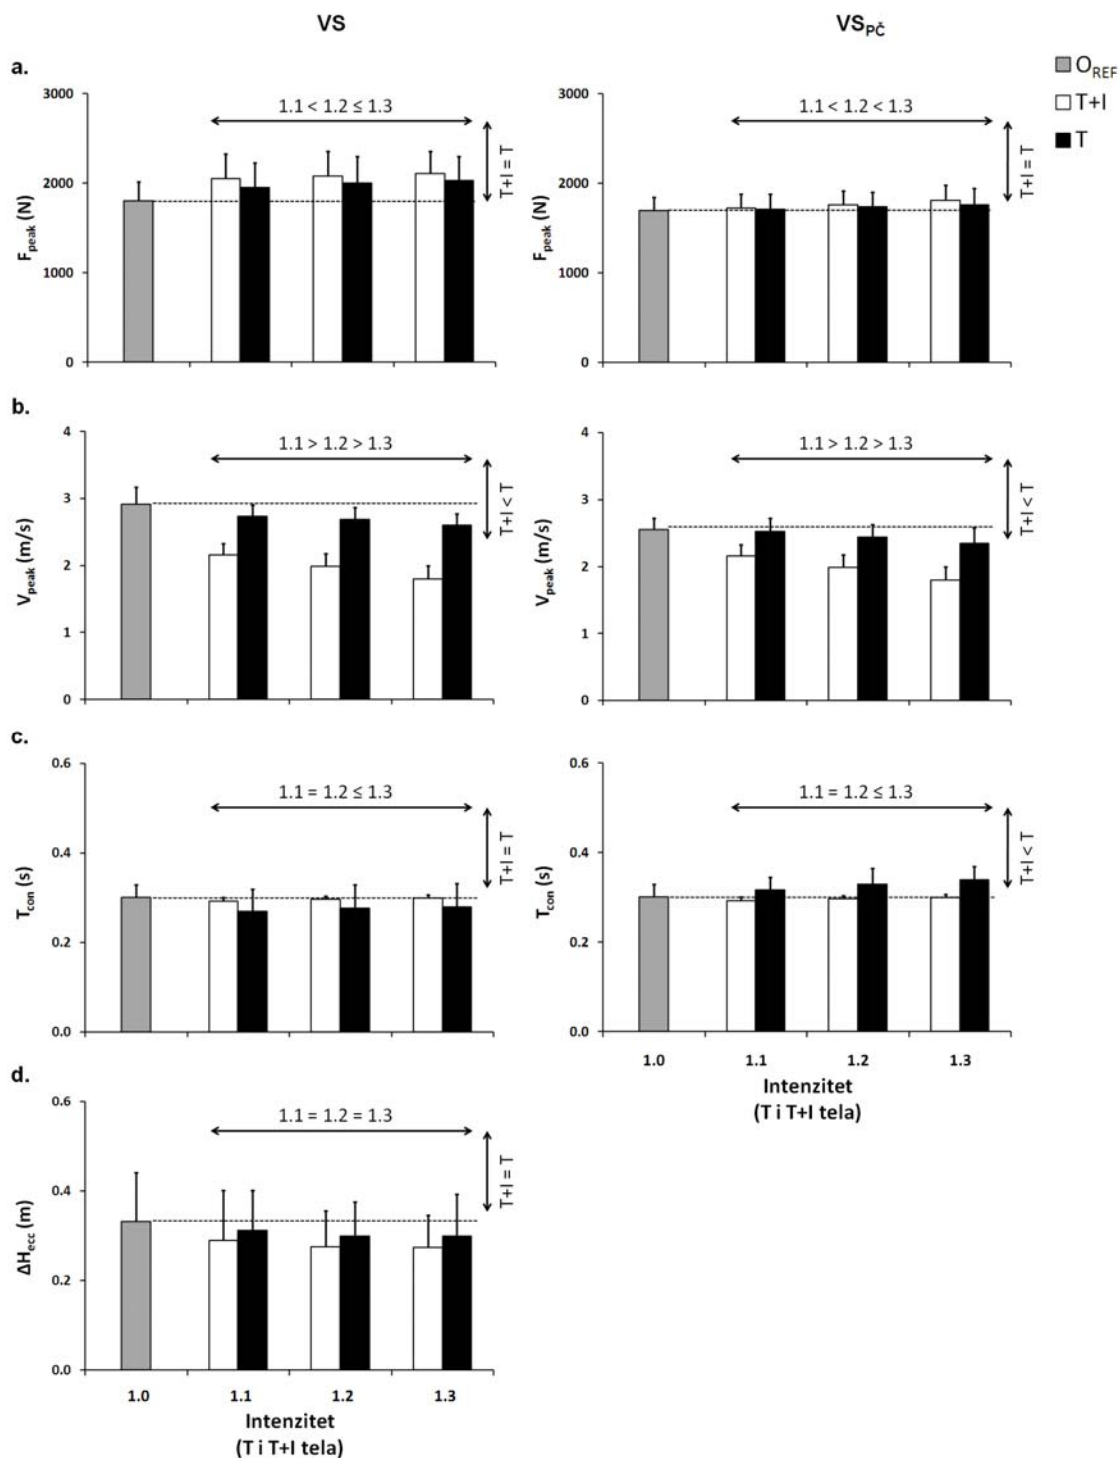 VS
VSPČ
OREF
T+I
T
a.
3000
2000
1000
0
Fpeak (N)
1.1 < 1.2 ≤ 1.3
T+I = T
3000
2000
1000
0
Fpeak (N)
1.1 < 1.2 < 1.3
T+I = T
b.
4
3
2
1
0
Vpeak (m/s)
1.1 > 1.2 > 1.3
T+I < T
4
3
2
1
0
Vpeak (m/s)
1.1 > 1.2 > 1.3
T+I < T
c.
0.6
0.4
0.2
0.0
Tcon (s)
1.1 = 1.2 ≤ 1.3
T+I = T
0.6
0.4
0.2
0.0
Tcon (s)
1.1 = 1.2 ≤ 1.3
T+I < T
1.0 1.1 1.2 1.3
Intenzitet
(T i T+I tela)
d.
0.6
0.4
0.2
0.0
ΔHecc (m)
1.1 = 1.2 = 1.3
T+I = T
1.0 1.1 1.2 1.3
Intenzitet
(T i T+I tela)